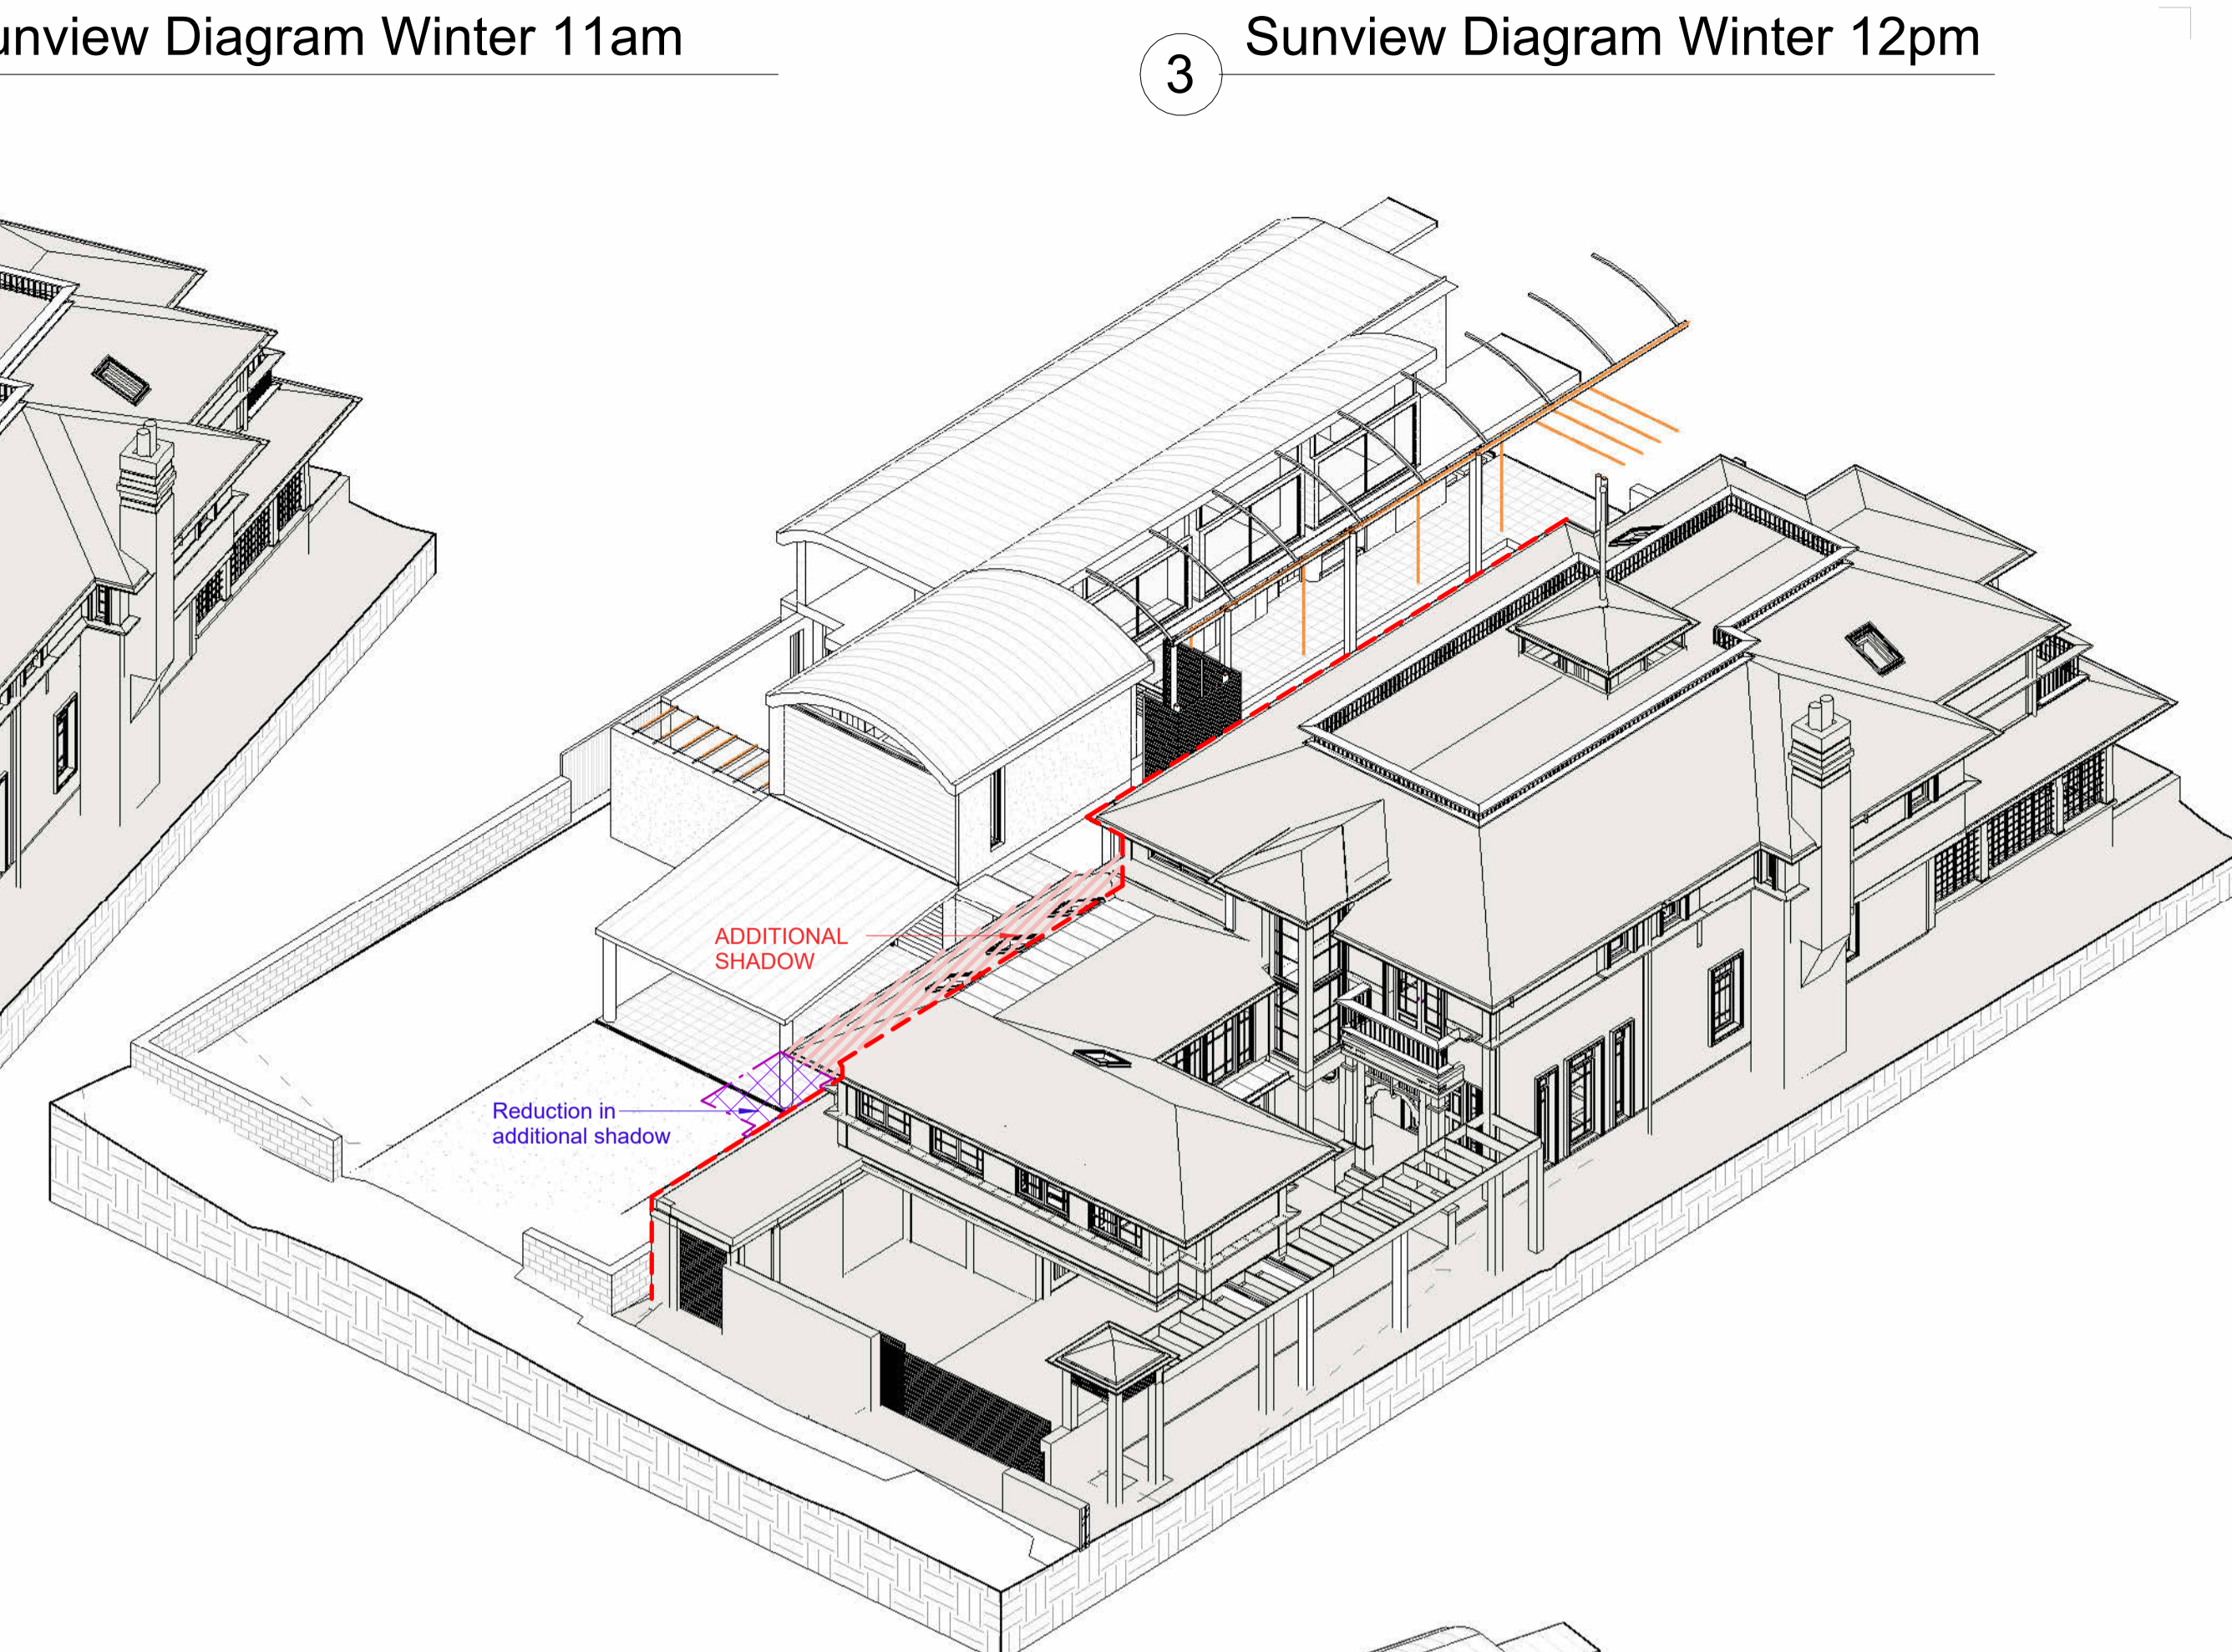 unview Diagram Winter 11am
3
Sunview Diagram Winter 12pm
ADDITIONAL
SHADOW
Reduction in
additional shadow